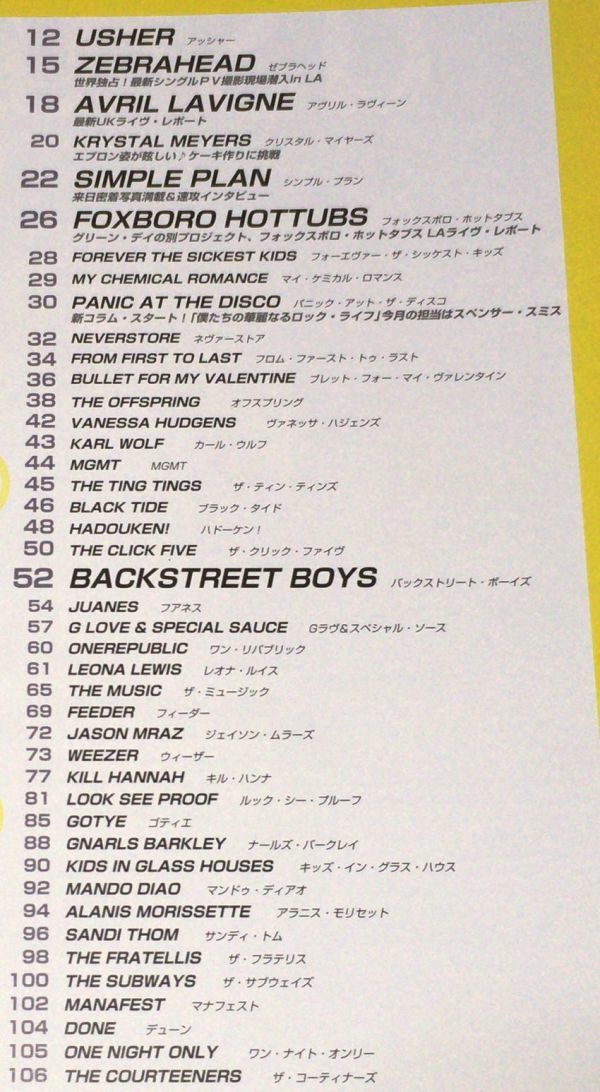 12 USHER アッシャー
15 ZEBRAHEAD ゼブラヘッド
世界独占!最新シングルPV撮影現場潜入in LA
18 AVRIL LAVIGNE アヴリル・ラヴィーン
最新UKライヴ・レポート
20 KRYSTAL MEYERS クリスタル・マイヤーズ
エプロン姿が眩しい♪ケーキ作りに挑戦
22 SIMPLE PLAN シンプル・プラン
来日密着写真満載&速攻インタビュー
26 FOXBORO HOTTUBS フォックスボロ・ホットタブス
グリーン・デイの別プロジェクト、フォックスボロ・ホットタブス LAライヴ・レポート
28 FOREVER THE SICKEST KIDS フォーエヴァー・ザ・シッケスト・キッズ
29 MY CHEMICAL ROMANCE マイ・ケミカル・ロマンス
30 PANIC AT THE DISCO パニック・アット・ザ・ディスコ
新コラム・スタート!「僕たちの華麗なるロック・ライフ」今月の担当はスペンサー・スミス
32 NEVERSTORE ネヴァーストア
34 FROM FIRST TO LAST フロム・ファースト・トゥ・ラスト
36 BULLET FOR MY VALENTINE ブレット・フォー・マイ・ヴァレンタイン
38 THE OFFSPRING オフスプリング
42 VANESSA HUDGENS ヴァネッサ・ハジェンズ
43 KARL WOLF カール・ウルフ
44 MGMT MGMT
45 THE TING TINGS ザ・ティン・ティンズ
46 BLACK TIDE ブラック・タイド
48 HADOUKEN! ハドーケン!
50 THE CLICK FIVE ザ・クリック・ファイヴ
52 BACKSTREET BOYS バックストリート・ボーイズ
54 JUANES フアネス
57 G LOVE & SPECIAL SAUCE Gラヴ&スペシャル・ソース
60 ONEREPUBLIC ワン・リパブリック
61 LEONA LEWIS レオナ・ルイス
65 THE MUSIC ザ・ミュージック
69 FEEDER フィーダー
72 JASON MRAZ ジェイソン・ムラーズ
73 WEEZER ウィーザー
77 KILL HANNAH キル・ハンナ
81 LOOK SEE PROOF ルック・シー・プルーフ
85 GOTYE ゴティエ
88 GNARLS BARKLEY ナールズ・バークレイ
90 KIDS IN GLASS HOUSES キッズ・イン・グラス・ハウス
92 MANDO DIAO マンドゥ・ディアオ
94 ALANIS MORISSETTE アラニス・モリセット
96 SANDI THOM サンディ・トム
98 THE FRATELLIS ザ・フラテリス
100 THE SUBWAYS ザ・サブウェイズ
102 MANAFEST マナフェスト
104 DONE デューン
105 ONE NIGHT ONLY ワン・ナイト・オンリー
106 THE COURTEENERS ザ・コーティナーズ